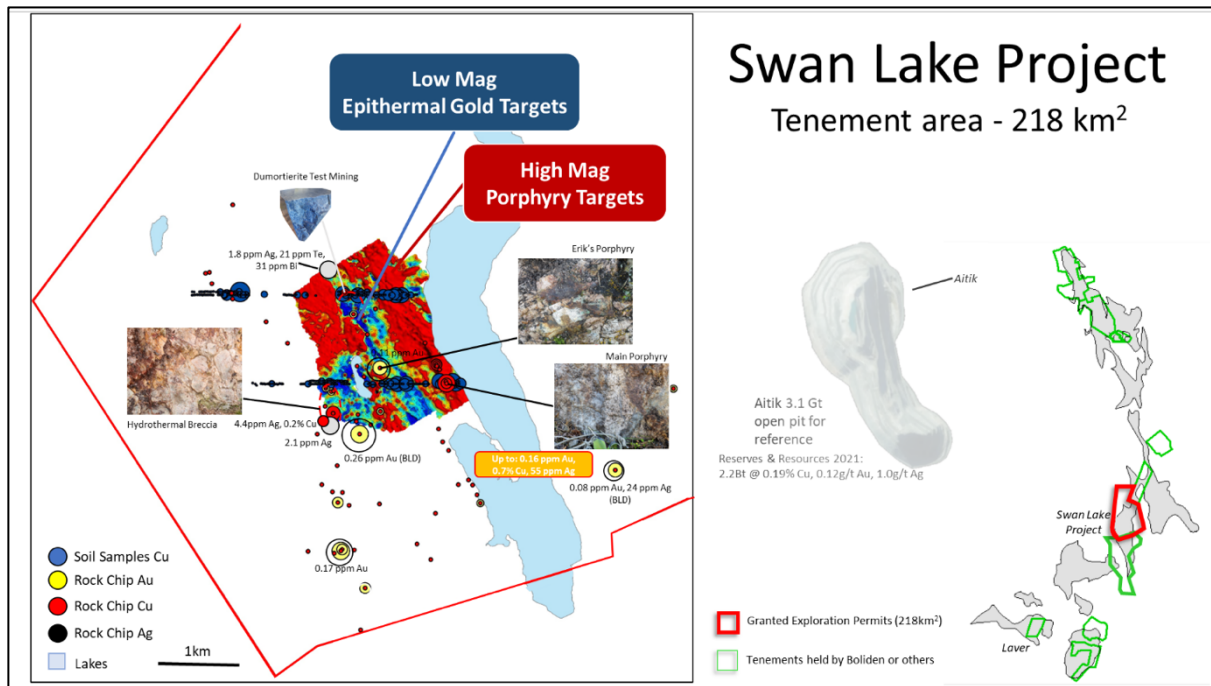 Swan Lake Project
Tenement area - 218 km²
Low Mag
Epithermal Gold Targets
High Mag
Porphyry Targets
Dumortierite Test Mining
1.8 ppm Ag, 21 ppm Te,
31 ppm Bi
Erik's Porphyry
0.11 ppm Au
Main Porphyry
Hydrothermal Breccia
4.4ppm Ag, 0.2% Cu
2.1 ppm Ag
0.26 ppm Au (BLD)
Up to: 0.16 ppm Au,
0.7% Cu, 55 ppm Ag
0.08 ppm Au, 24 ppm Ag
(BLD)
0.17 ppm Au
Soil Samples Cu
Rock Chip Au
Rock Chip Cu
Rock Chip Ag
Lakes
1km
Aitik
Aitik 3.1 Gt
open pit for
reference
Reserves & Resources 2021:
2.2Bt @ 0.19% Cu, 0.12g/t Au, 1.0g/t Ag
Swan Lake
Project
Laver
Granted Exploration Permits (218km²)
Tenements held by Boliden or others